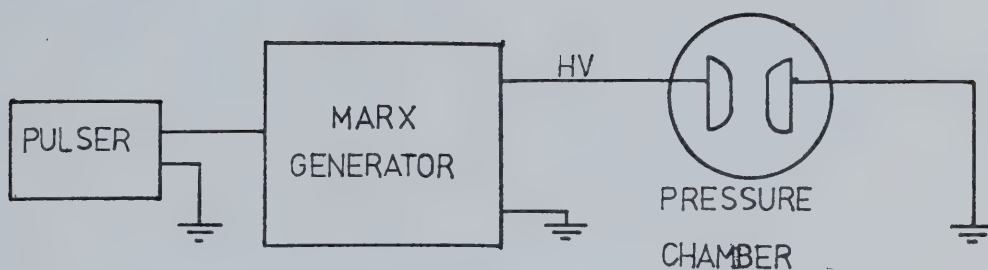 PULSER
MARX
GENERATOR
HV
PRESSURE
CHAMBER